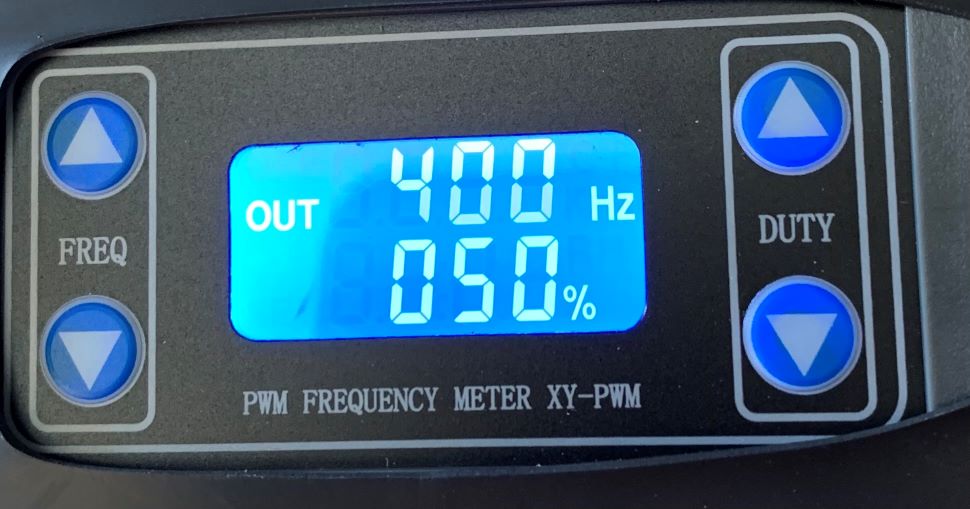 400
OUT Hz
FREQ DUTY
050%
PWM FREQUENCY METER XY-PWM